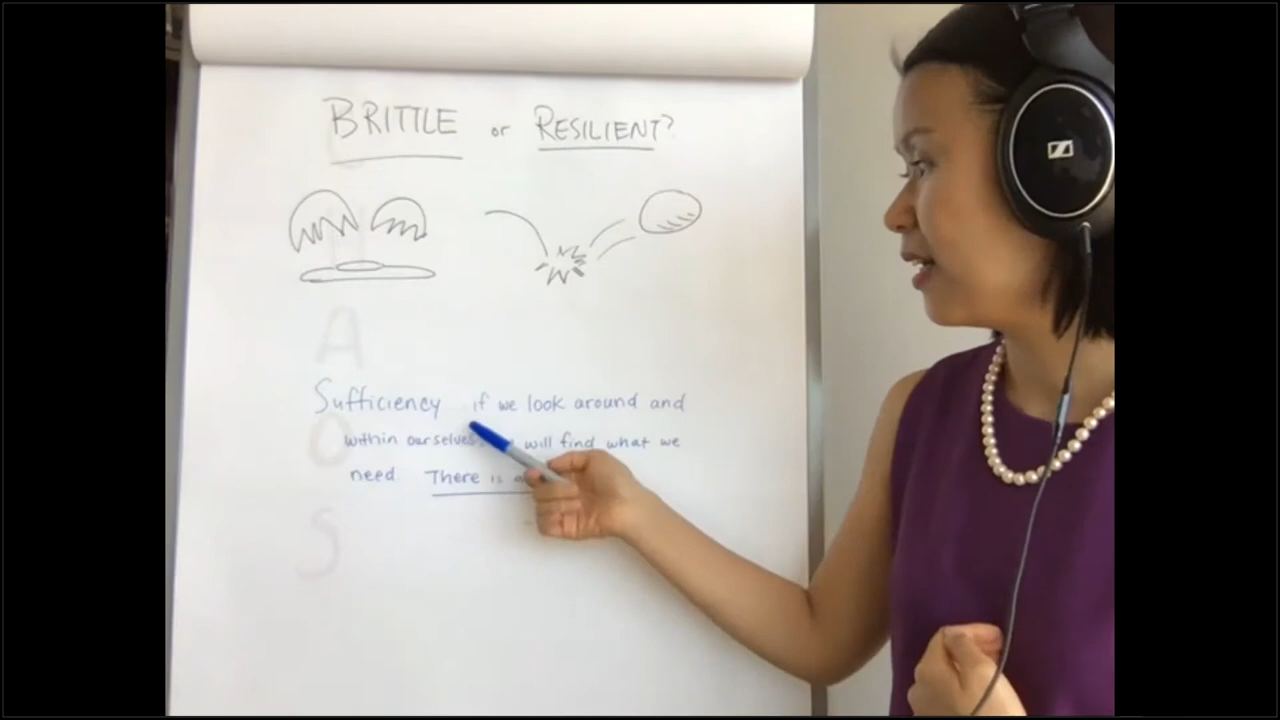 BRITTLE or RESILIENT?
Sufficiency if we look around and
within ourselves will find what we
need. There is